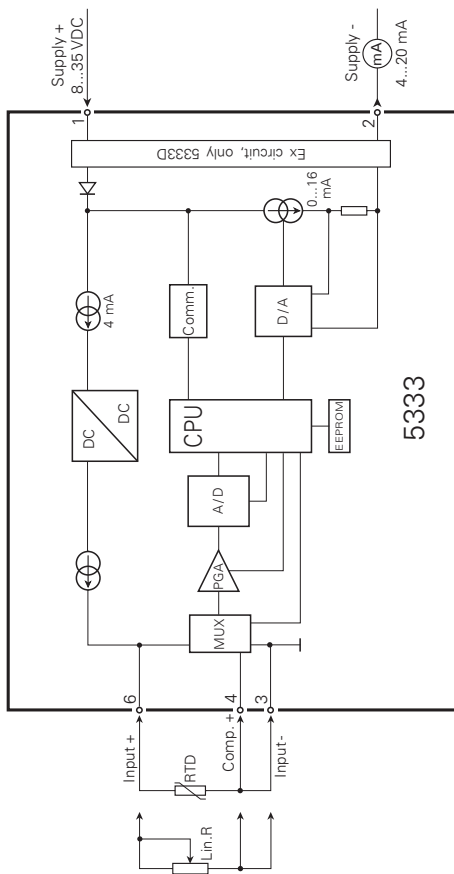 Supply +
8...35 VDC
Supply -
mA
4...20 mA
1
2
Ex circuit, only 5333D
0...16
mA
4 mA
Comm.
D/A
DC
DC
CPU
EEPROM
A/D
PGA
MUX
5333
6
4
3
Input +
Comp. +
Input -
RTD
Lin.R